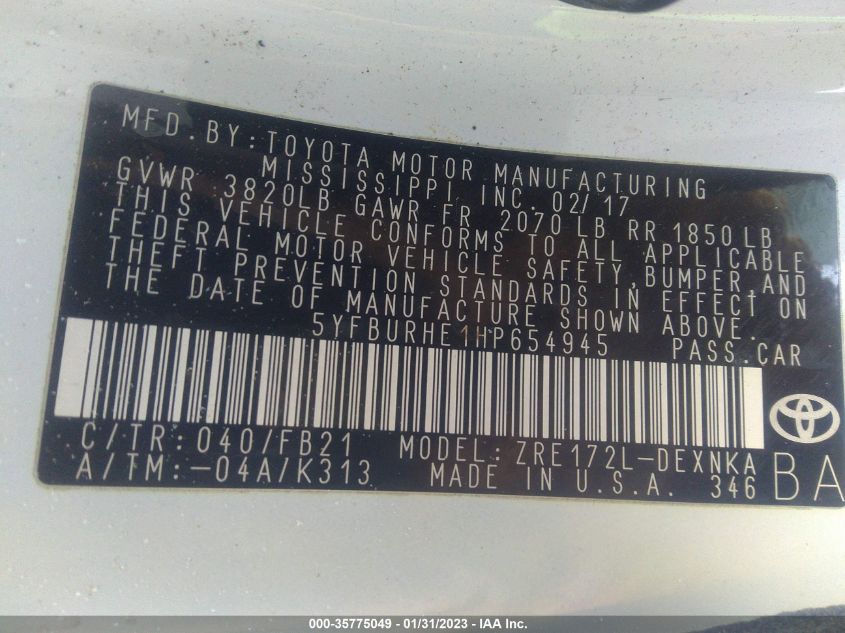 MFD.BY:TOYOTA MOTOR MANUFACTURING
MISSISSIPPI, INC. 02/17
GVWR 3820LB GAWR FR 2070LB RR 1850LB
THIS VEHICLE CONFORMS TO ALL APPLICABLE
FEDERAL MOTOR VEHICLE SAFETY,BUMPER,AND
THEFT PREVENTION STANDARDS IN EFFECT ON
THE DATE OF MANUFACTURE SHOWN ABOVE.
5YFBURHE1HP654945 PASS.CAR
C/TR:040/FB21 MODEL:ZRE172L-DEXNKA
A/TM:-04A/K313 MADE IN U.S.A. 346 BA
000-35775049 - 01/31/2023 - IAA Inc.